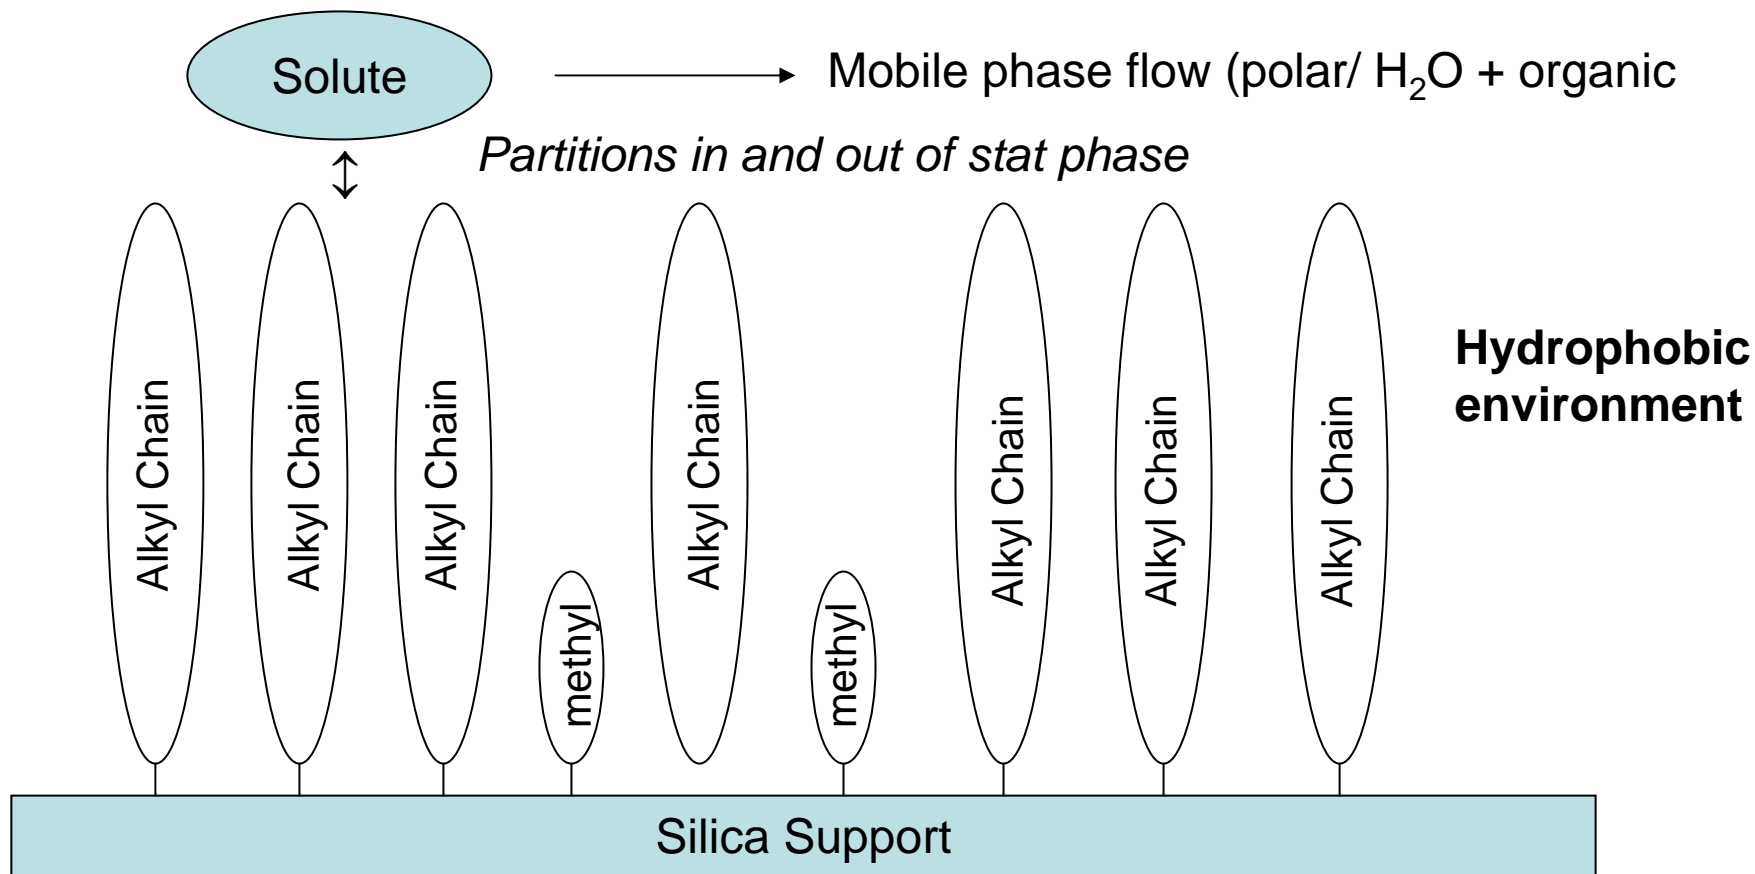 Solute
Mobile phase flow (polar/ H₂O + organic
Partitions in and out of stat phase
Alkyl Chain
Alkyl Chain
Alkyl Chain
methyl
Alkyl Chain
methyl
Alkyl Chain
Alkyl Chain
Alkyl Chain
Hydrophobic
environment
Silica Support